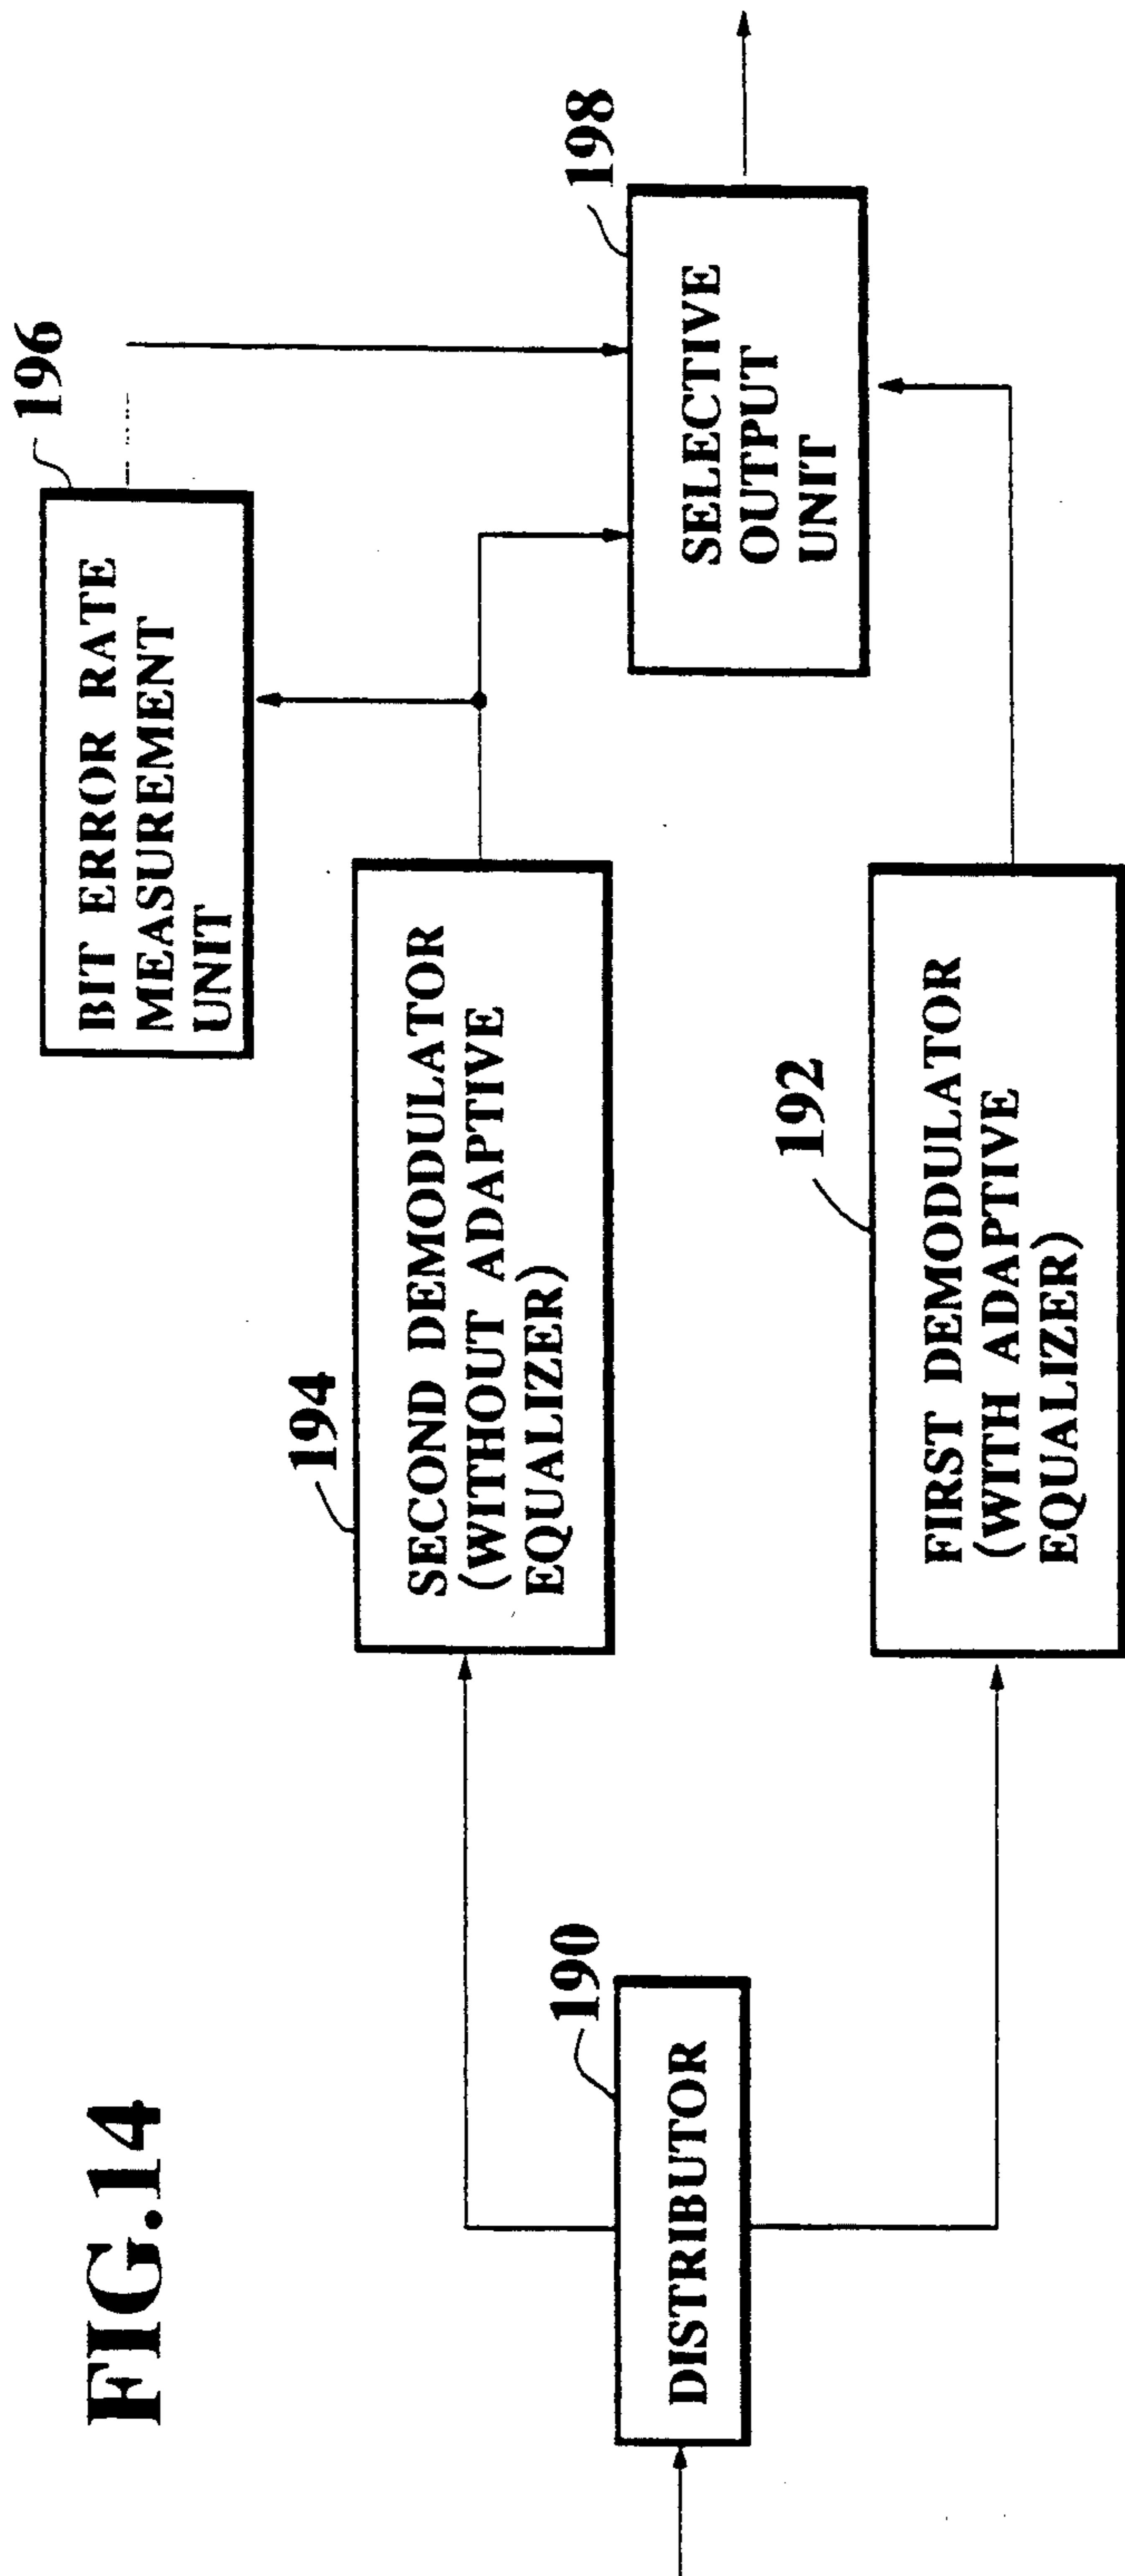 FIG.14
DISTRIBUTOR
190
SECOND DEMODULATOR
(WITHOUT ADAPTIVE
EQUALIZER)
194
FIRST DEMODULATOR
(WITH ADAPTIVE
EQUALIZER)
192
BIT ERROR RATE
MEASUREMENT
UNIT
196
SELECTIVE
OUTPUT
UNIT
198